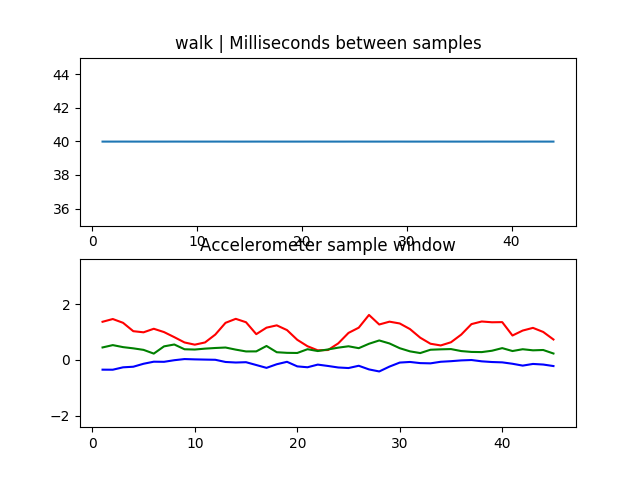 walk | Milliseconds between samples
44
42
40
38
36
0 10 20 30 40
Accelerometer sample window
2
0
−2
0 10 20 30 40